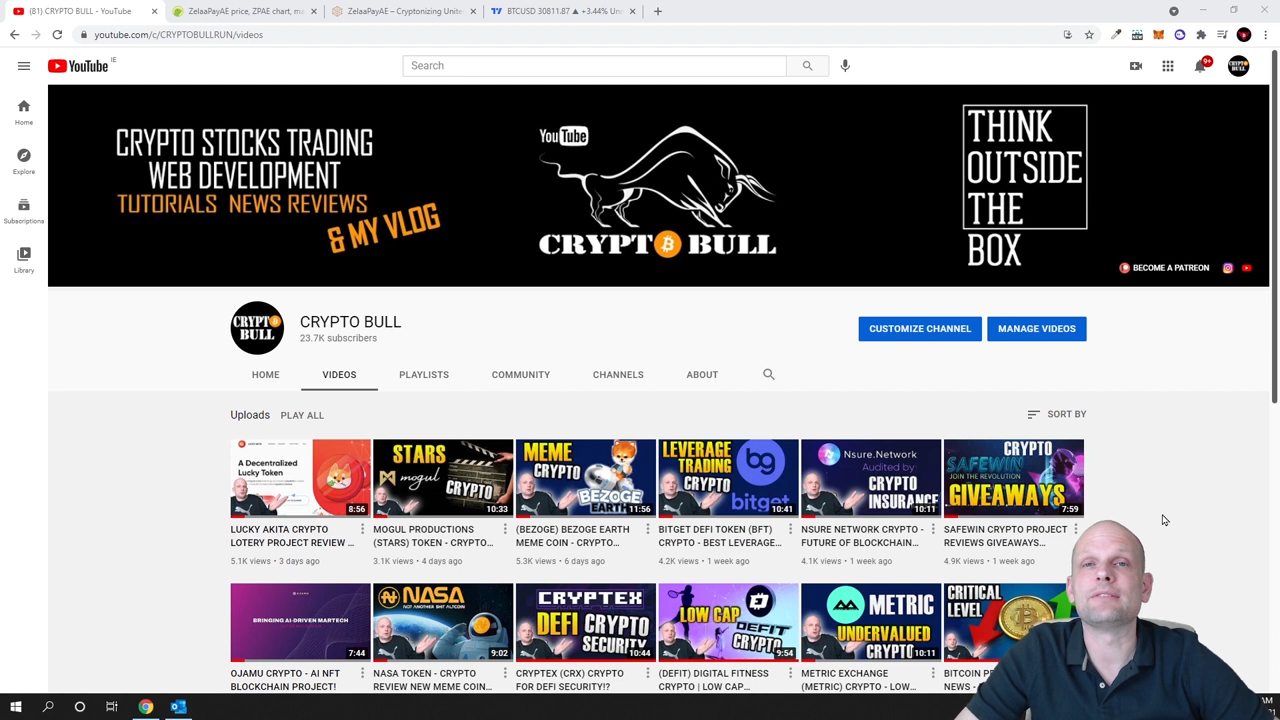 (81) CRYPTO BULL - YouTube
ZelaaPayAE price, ZPAE chart, ma
ZelaaPayAE – Cryptonizing Unite
BTCUSD 30811.87 ▲ +3.44% Un
youtube.com/c/CRYPTOBULLRUN/videos
YouTube IE
Search
9+
CRYPTO BULL
Home
Explore
Subscriptions
Library
CRYPTO STOCKS TRADING
WEB DEVELOPMENT
TUTORIALS NEWS REVIEWS
& MY VLOG
YouTube
CRYPTO BULL
THINK
OUTSIDE
THE
BOX
BECOME A PATREON
CRYPTO
BULL
CRYPTO BULL
23.7K subscribers
CUSTOMIZE CHANNEL
MANAGE VIDEOS
HOME
VIDEOS
PLAYLISTS
COMMUNITY
CHANNELS
ABOUT
Uploads PLAY ALL
SORT BY
A Decentralized
Lucky Token
8:56
STARS
mogul
CRYPTO
10:33
MEME
CRYPTO
BEZOGE
EARTH
11:56
LEVERAGE
TRADING
CRYPTO
bg
bitget
10:41
Nsure.Network
Audited by
CRYPTO
INSURANCE
10:11
CRYPTO
SAFEWIN
JOIN THE REVOLUTION
GIVEAWAYS
7:59
LUCKY AKITA CRYPTO
LOTERY PROJECT REVIEW ...
5.1K views • 3 days ago
MOGUL PRODUCTIONS
(STARS) TOKEN - CRYPTO...
3.1K views • 4 days ago
(BEZOGE) BEZOGE EARTH
MEME COIN - CRYPTO...
5.3K views • 6 days ago
BITGET DEFI TOKEN (BFT)
CRYPTO - BEST LEVERAGE...
4.2K views • 1 week ago
NSURE NETWORK CRYPTO -
FUTURE OF BLOCKCHAIN...
4.1K views • 1 week ago
SAFEWIN CRYPTO PROJECT
REVIEWS GIVEAWAYS...
4.9K views • 1 week ago
BRINGING AI-DRIVEN MARTECH
7:44
NASA
NOT ANOTHER SHIT ALTCOIN
9:02
CRYPTEX
DEFI CRYPTO
SECURITY
10:44
LOW CAP
DEFIT
CRYPTO
9:54
METRIC
UNDERVALUED
CRYPTO
10:11
CRITICAL
LEVEL
OJAMU CRYPTO - AI NFT
BLOCKCHAIN PROJECT!
NASA TOKEN - CRYPTO
REVIEW NEW MEME COIN...
CRYPTEX (CRX) CRYPTO
FOR DEFI SECURITY!?
(DEFIT) DIGITAL FITNESS
CRYPTO | LOW CAP...
METRIC EXCHANGE
(METRIC) CRYPTO - LOW...
BITCOIN
NEWS -